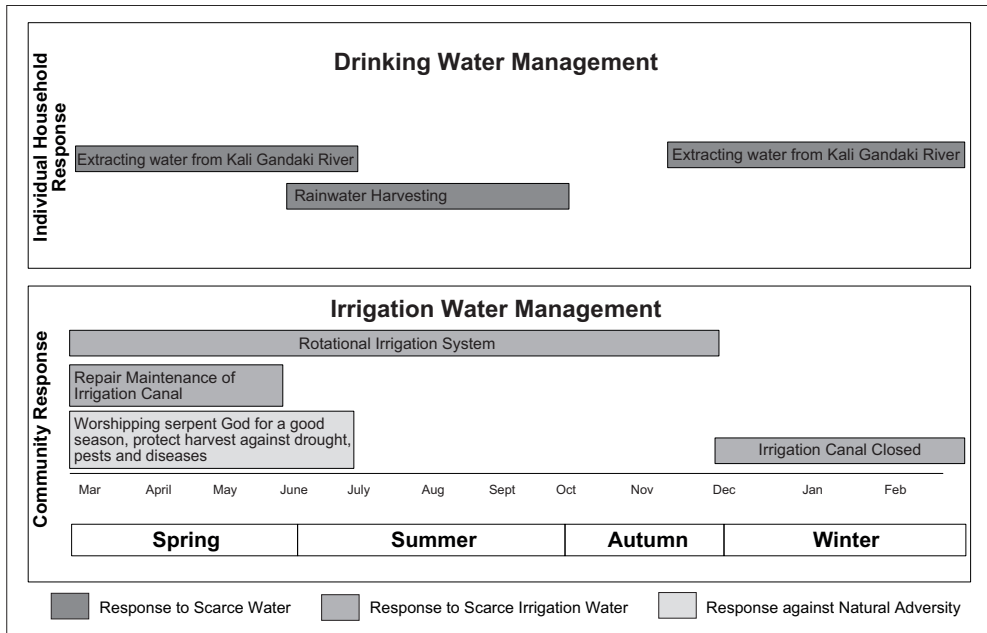 Drinking Water Management
Individual Household
Response
Extracting water from Kali Gandaki River
Extracting water from Kali Gandaki River
Rainwater Harvesting
Irrigation Water Management
Community Response
Rotational Irrigation System
Repair Maintenance of
Irrigation Canal
Worshipping serpent God for a good
season, protect harvest against drought,
pests and diseases
Irrigation Canal Closed
Mar April May June July Aug Sept Oct Nov Dec Jan Feb
Spring Summer Autumn Winter
Response to Scarce Water Response to Scarce Irrigation Water Response against Natural Adversity